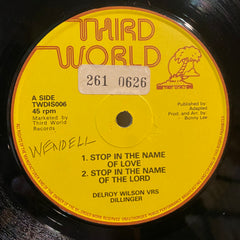 THIRD
WORLD
A SIDE
TWDIS006
45 rpm
Marketed by
Third World
Records
261 0626
Published by
Adapted
Prod. and Arr. by:
Bunny Lee
WENDELL
1. STOP IN THE NAME
OF LOVE
2. STOP IN THE NAME
OF THE LORD
DELROY WILSON VRS
DILLINGER